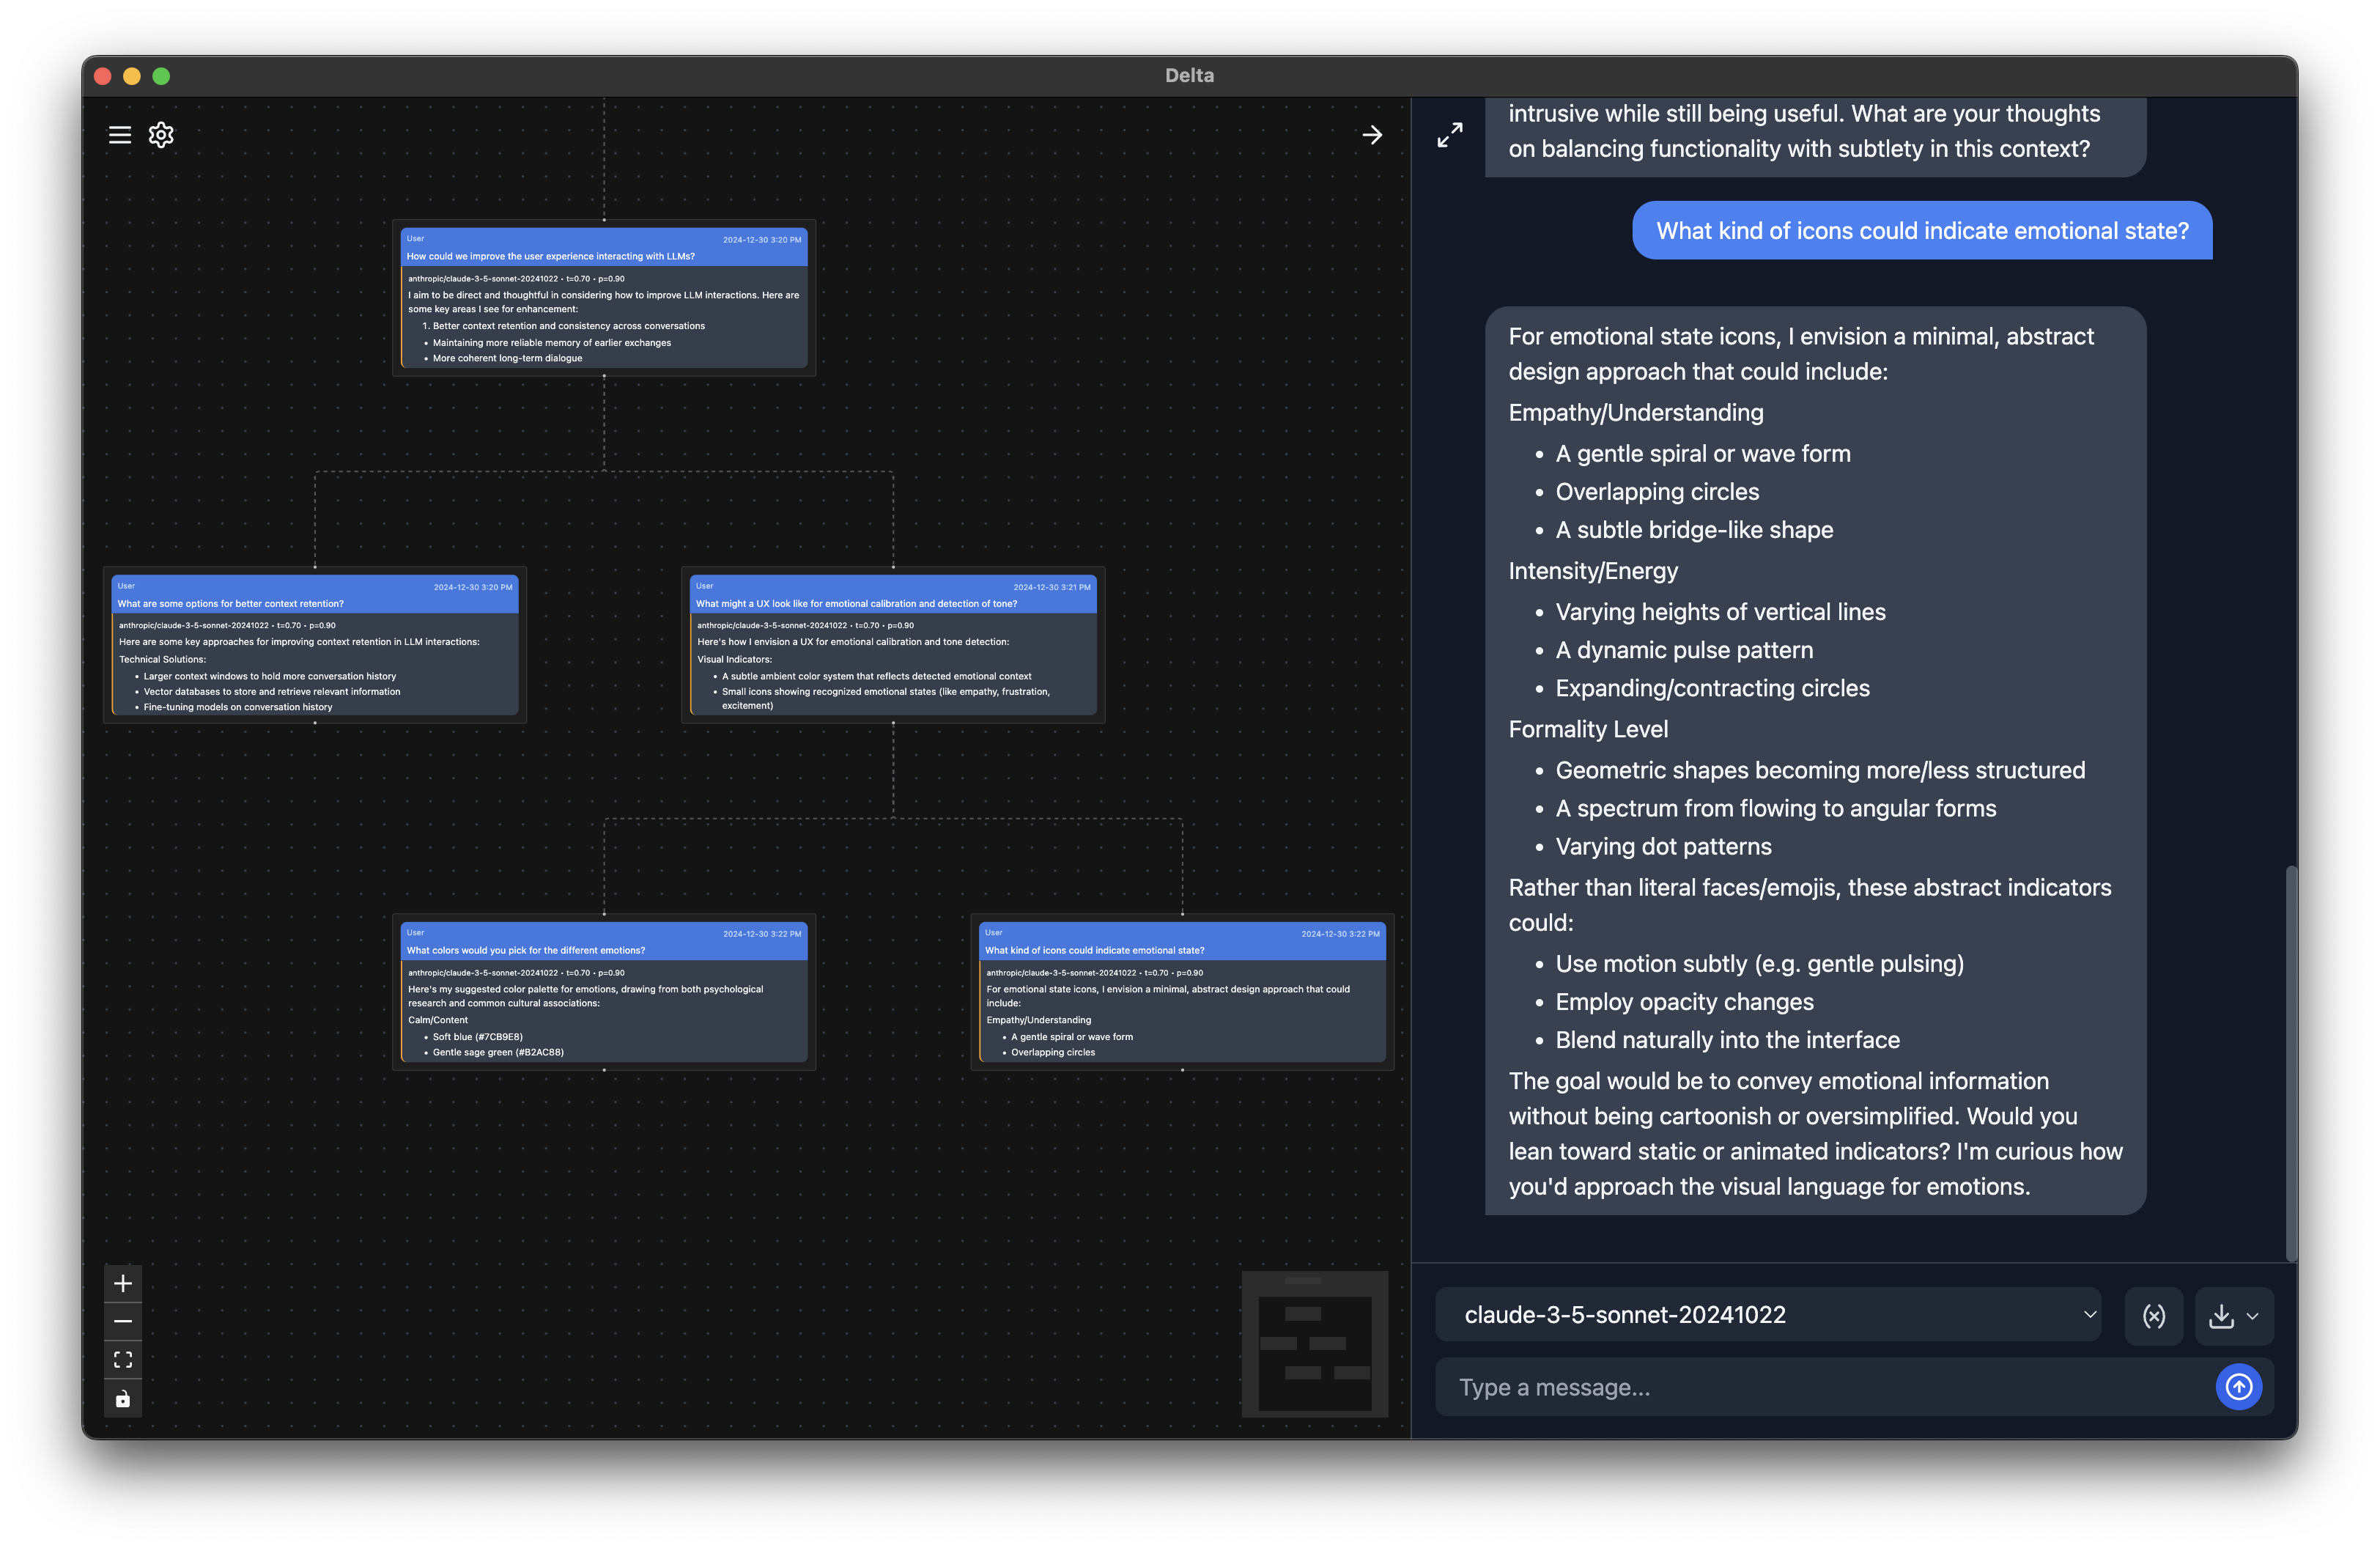 Delta
User
2024-12-30 3:20 PM
How could we improve the user experience interacting with LLMs?
anthropic/claude-3-5-sonnet-20241022 • t=0.70 • p=0.90
I aim to be direct and thoughtful in considering how to improve LLM interactions. Here are
some key areas I see for enhancement:
1. Better context retention and consistency across conversations
• Maintaining more reliable memory of earlier exchanges
• More coherent long-term dialogue
User
2024-12-30 3:20 PM
What are some options for better context retention?
anthropic/claude-3-5-sonnet-20241022 • t=0.70 • p=0.90
Here are some key approaches for improving context retention in LLM interactions:
Technical Solutions:
• Larger context windows to hold more conversation history
• Vector databases to store and retrieve relevant information
• Fine-tuning models on conversation history
User
2024-12-30 3:21 PM
What might a UX look like for emotional calibration and detection of tone?
anthropic/claude-3-5-sonnet-20241022 • t=0.70 • p=0.90
Here's how I envision a UX for emotional calibration and tone detection:
Visual Indicators:
• A subtle ambient color system that reflects detected emotional context
• Small icons showing recognized emotional states (like empathy, frustration,
excitement)
User
2024-12-30 3:22 PM
What colors would you pick for the different emotions?
anthropic/claude-3-5-sonnet-20241022 • t=0.70 • p=0.90
Here's my suggested color palette for emotions, drawing from both psychological
research and common cultural associations:
Calm/Content
• Soft blue (#7CB9E8)
• Gentle sage green (#B2AC88)
User
2024-12-30 3:22 PM
What kind of icons could indicate emotional state?
anthropic/claude-3-5-sonnet-20241022 • t=0.70 • p=0.90
For emotional state icons, I envision a minimal, abstract design approach that could
include:
Empathy/Understanding
• A gentle spiral or wave form
• Overlapping circles
intrusive while still being useful. What are your thoughts
on balancing functionality with subtlety in this context?
What kind of icons could indicate emotional state?
For emotional state icons, I envision a minimal, abstract
design approach that could include:
Empathy/Understanding
• A gentle spiral or wave form
• Overlapping circles
• A subtle bridge-like shape
Intensity/Energy
• Varying heights of vertical lines
• A dynamic pulse pattern
• Expanding/contracting circles
Formality Level
• Geometric shapes becoming more/less structured
• A spectrum from flowing to angular forms
• Varying dot patterns
Rather than literal faces/emojis, these abstract indicators
could:
• Use motion subtly (e.g. gentle pulsing)
• Employ opacity changes
• Blend naturally into the interface
The goal would be to convey emotional information
without being cartoonish or oversimplified. Would you
lean toward static or animated indicators? I'm curious how
you'd approach the visual language for emotions.
claude-3-5-sonnet-20241022
(x)
Type a message...